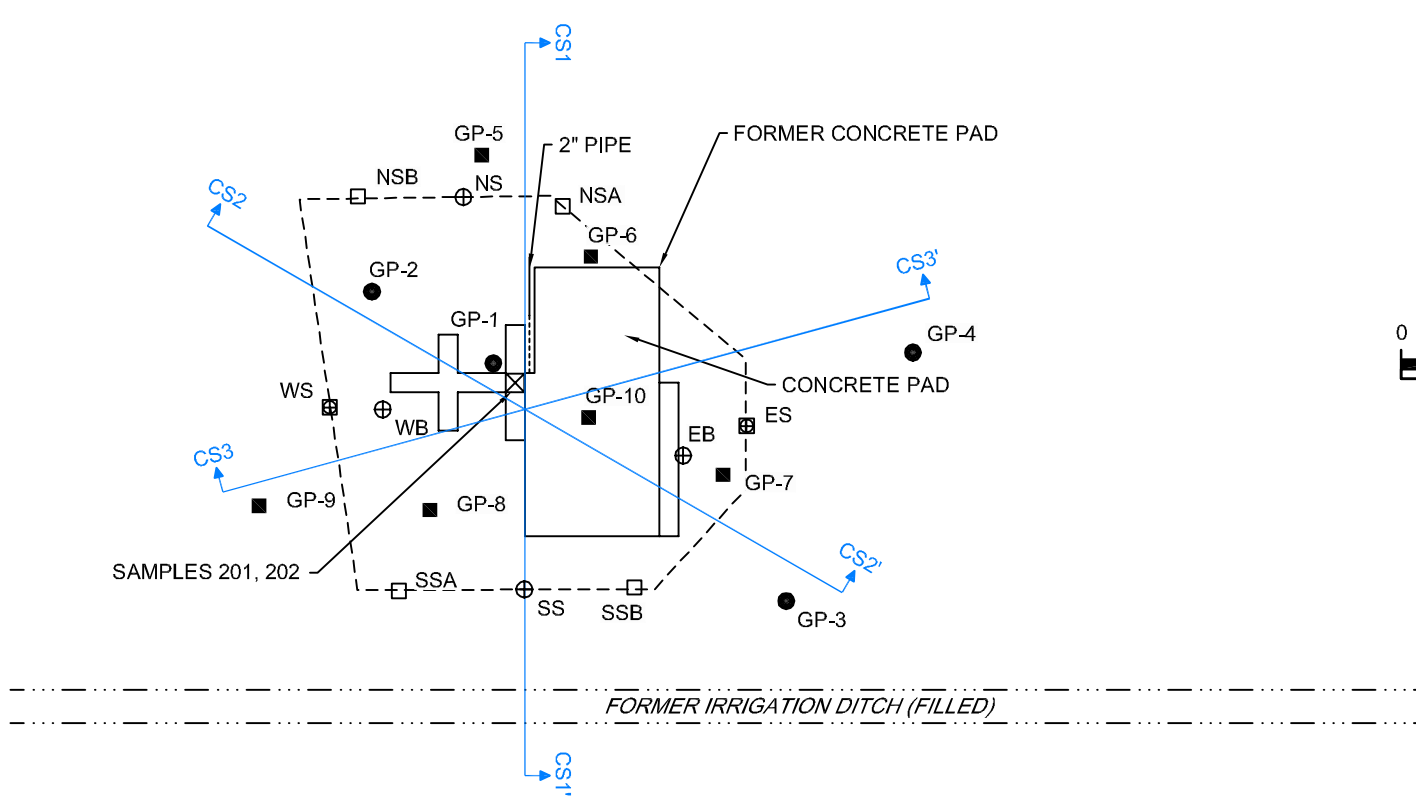 CS1
GP-5
2" PIPE
FORMER CONCRETE PAD
NSB
NS
NSA
CS2
GP-6
GP-2
CS3'
GP-1
GP-4
0
CONCRETE PAD
WS
GP-10
ES
WB
EB
CS3
GP-7
GP-9
GP-8
CS2'
SAMPLES 201, 202
SSA
SS
SSB
GP-3
FORMER IRRIGATION DITCH (FILLED)
CS1'